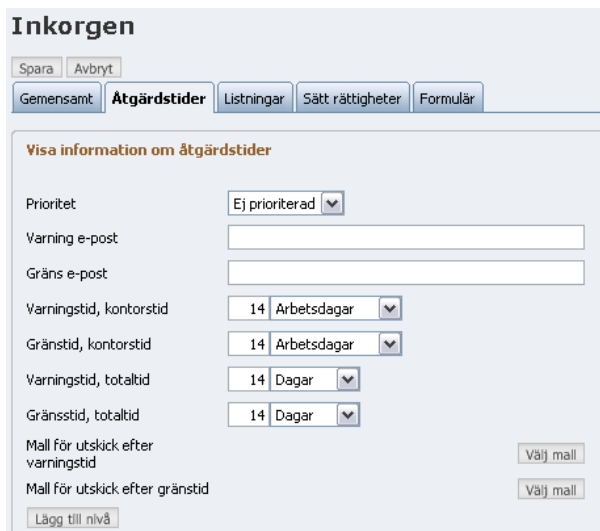 Inkorgen
Spara Avbryt
Gemensamt Åtgärdstider Listningar Sätt rättigheter Formulär
Visa information om åtgärdstider
Prioritet Ej prioriterad
Varning e-post
Gräns e-post
Varningstid, kontorstid 14 Arbetsdagar
Gränstid, kontorstid 14 Arbetsdagar
Varningstid, totaltid 14 Dagar
Gränsstid, totaltid 14 Dagar
Mall för utskick efter
varningstid Välj mall
Mall för utskick efter gränstid Välj mall
Lägg till nivå